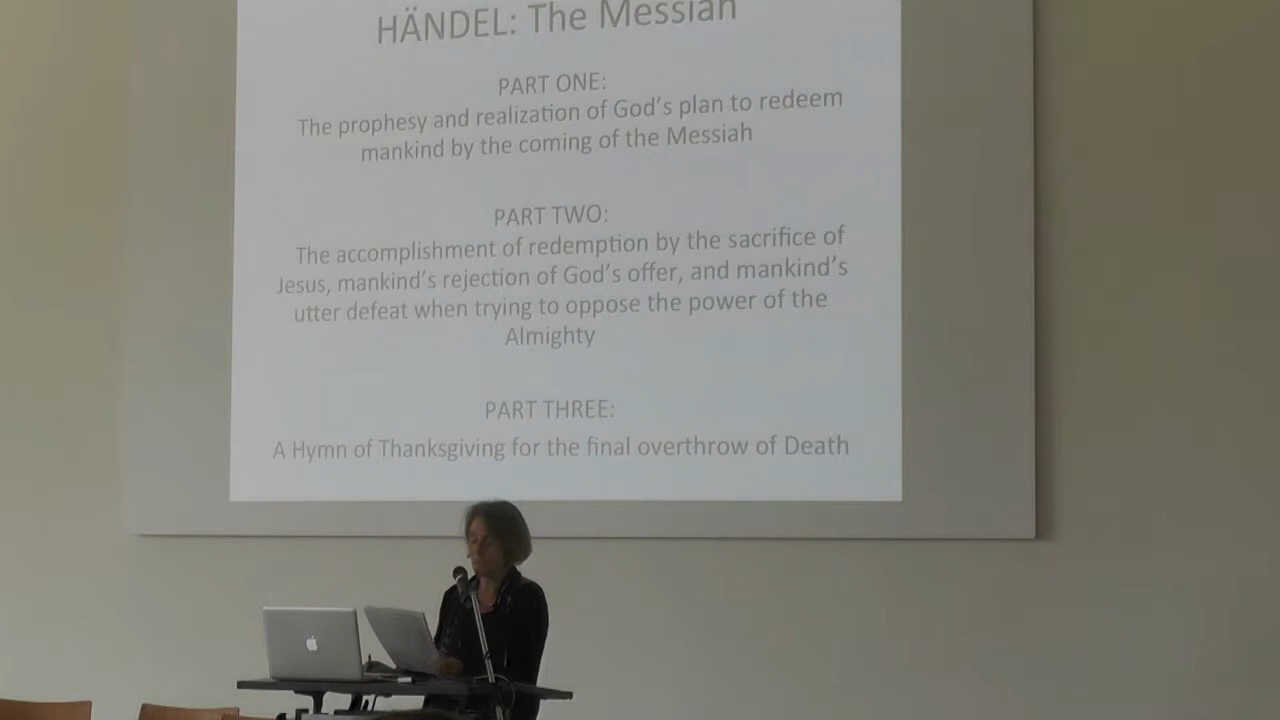 HÄNDEL: The Messiah
PART ONE:
The prophesy and realization of God's plan to redeem
mankind by the coming of the Messiah
PART TWO:
The accomplishment of redemption by the sacrifice of
Jesus, mankind's rejection of God's offer, and mankind's
utter defeat when trying to oppose the power of the
Almighty
PART THREE:
A Hymn of Thanksgiving for the final overthrow of Death